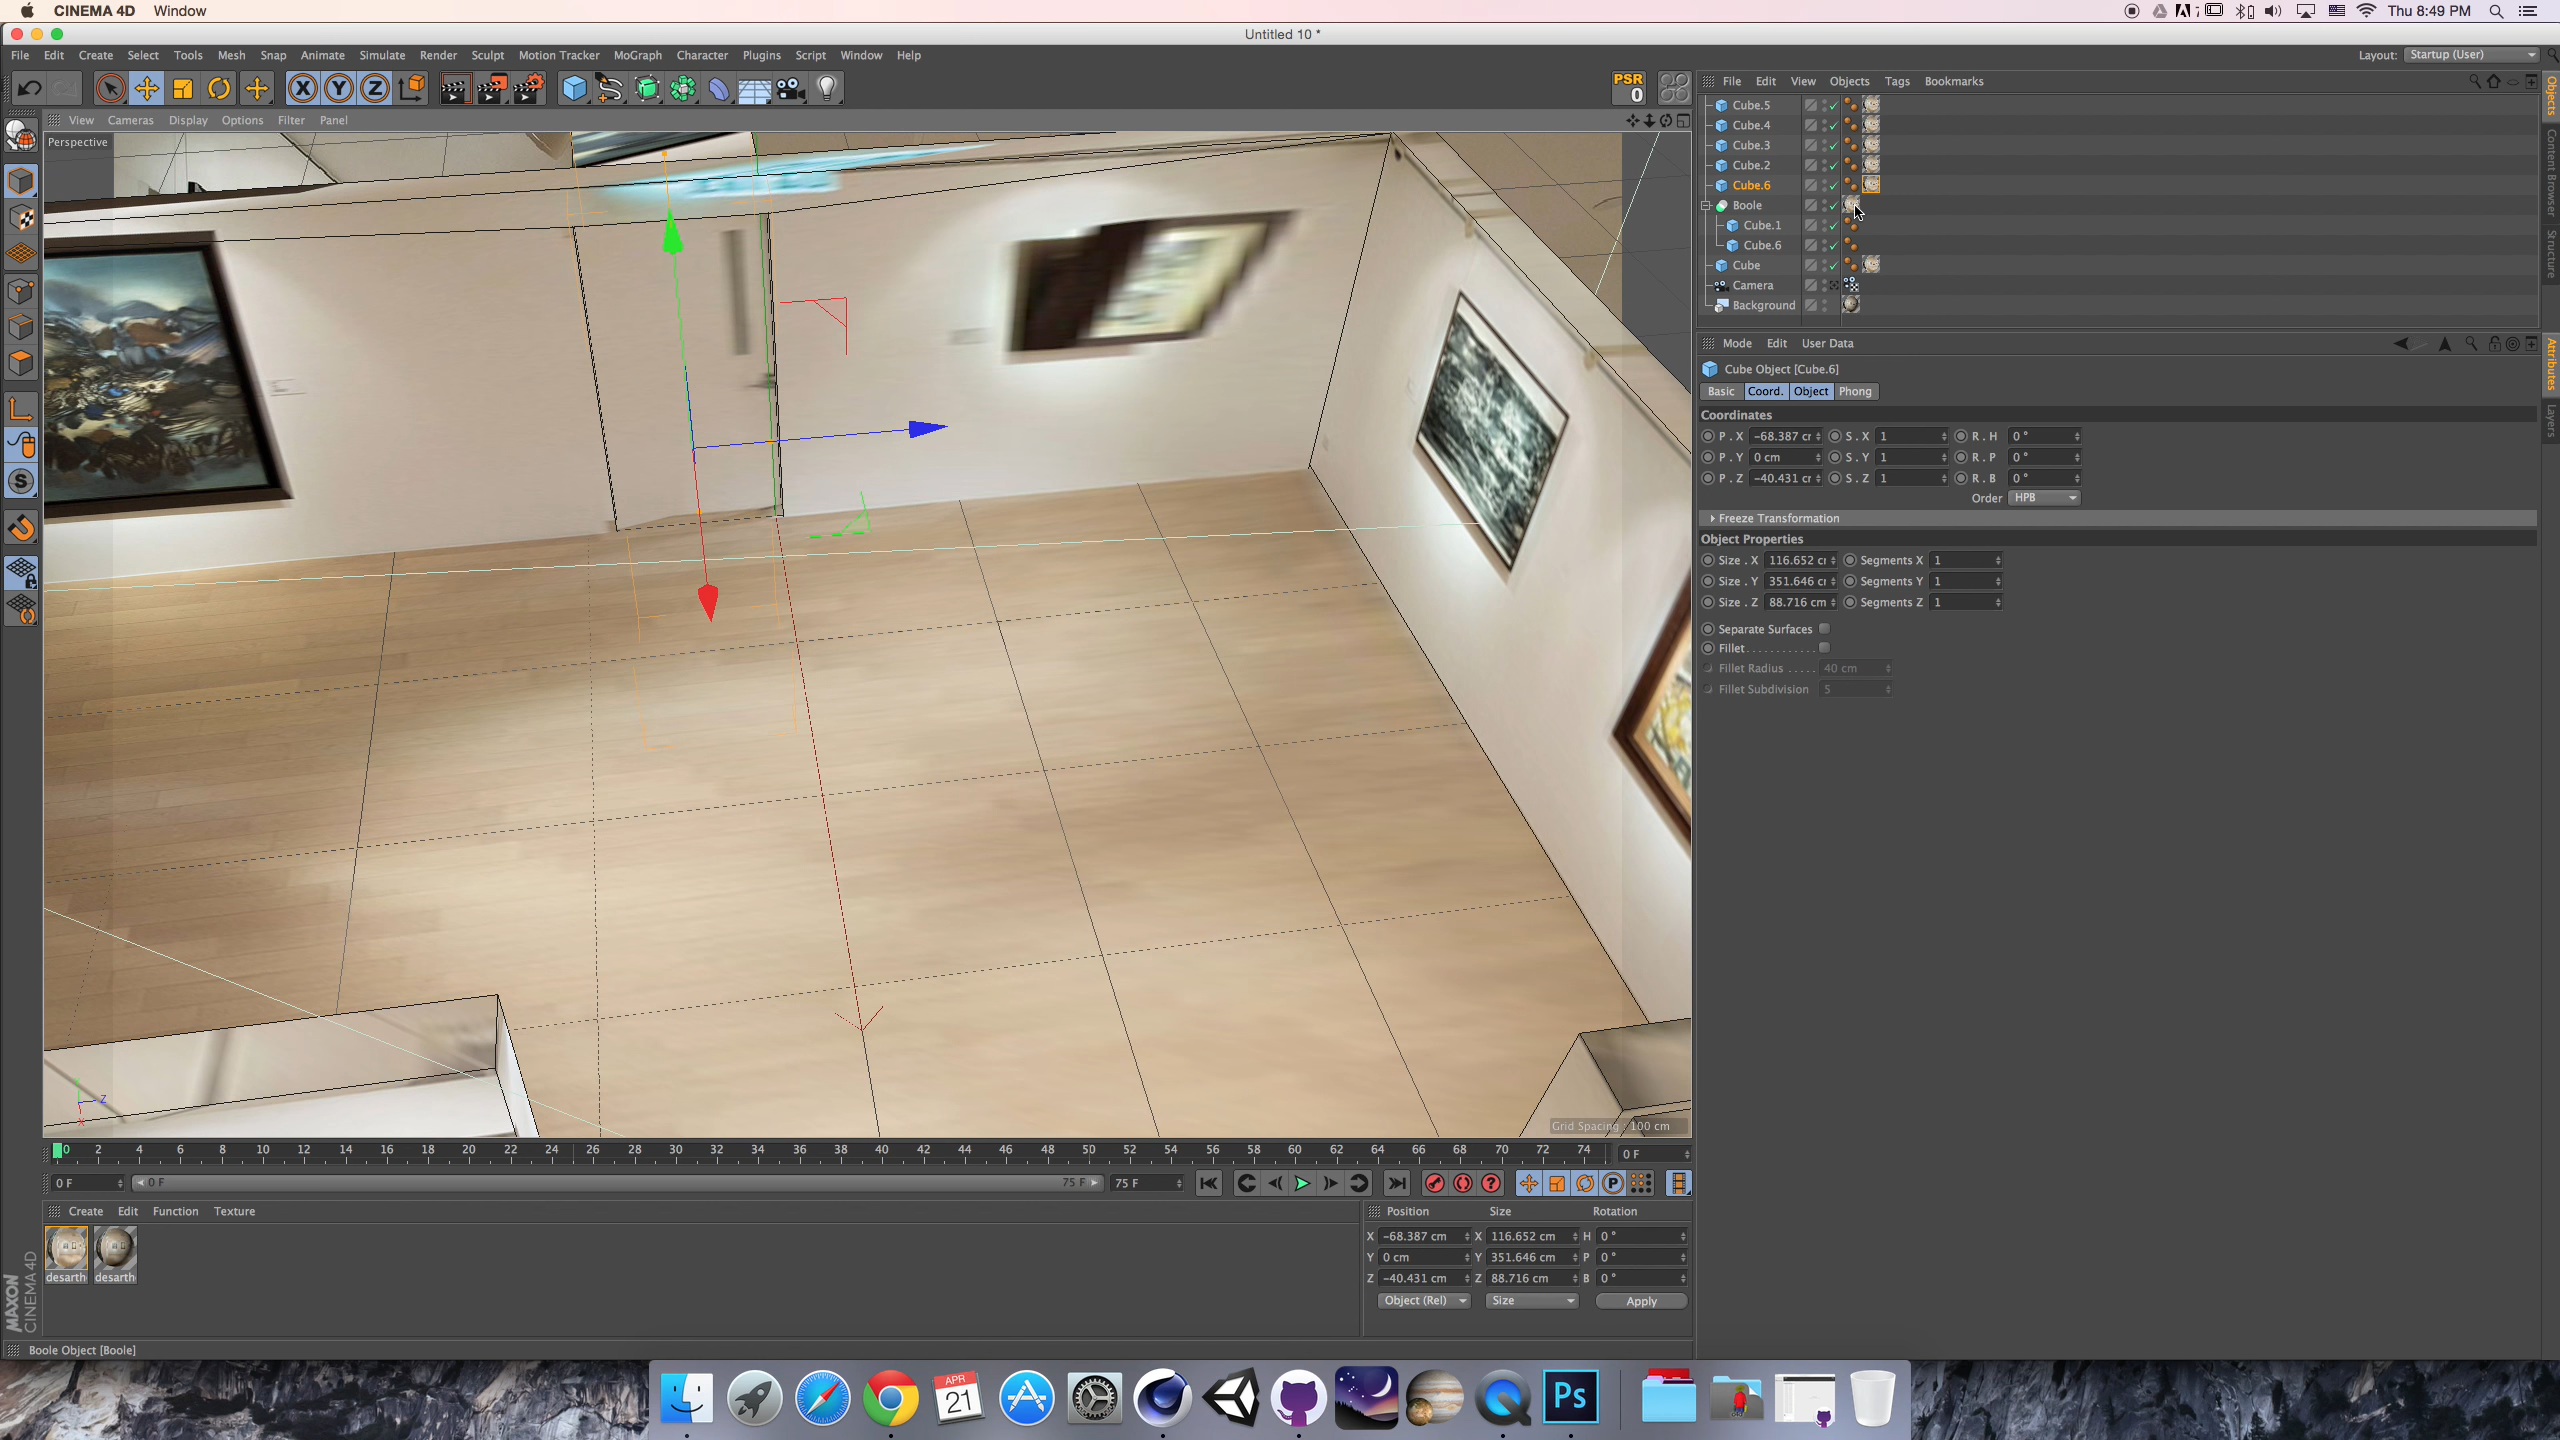 CINEMA 4D Window
Thu 8:49 PM
Untitled 10 *
File Edit Create Select Tools Mesh Snap Animate Simulate Render Sculpt Motion Tracker MoGraph Character Plugins Script Window Help
Layout: Startup (User)
PSR
0
File Edit View Objects Tags Bookmarks
View Cameras Display Options Filter Panel
Perspective
Cube.5
Cube.4
Cube.3
Cube.2
Cube.6
Boole
Cube.1
Cube.6
Cube
Camera
Background
Objects
Content Browser
Structure
Attributes
Layers
Mode Edit User Data
Cube Object [Cube.6]
Basic Coord. Object Phong
Coordinates
P . X −68.387 cr S . X 1 R . H 0 °
P . Y 0 cm S . Y 1 R . P 0 °
P . Z −40.431 cr S . Z 1 R . B 0 °
Order HPB
Freeze Transformation
Object Properties
Size . X 116.652 cr Segments X 1
Size . Y 351.646 cr Segments Y 1
Size . Z 88.716 cm Segments Z 1
Separate Surfaces
Fillet . . . . . . . . . . . .
Fillet Radius . . . . . 40 cm
Fillet Subdivision 5
Z
X
Grid Spacing : 100 cm
0 2 4 6 8 10 12 14 16 18 20 22 24 26 28 30 32 34 36 38 40 42 44 46 48 50 52 54 56 58 60 62 64 66 68 70 72 74 0 F
0 F 0 F 75 F 75 F
Create Edit Function Texture
desarth desarth
MAXON
CINEMA 4D
Position Size Rotation
X −68.387 cm X 116.652 cm H 0 °
Y 0 cm Y 351.646 cm P 0 °
Z −40.431 cm Z 88.716 cm B 0 °
Object (Rel) Size Apply
Boole Object [Boole]
APR
21
Ps